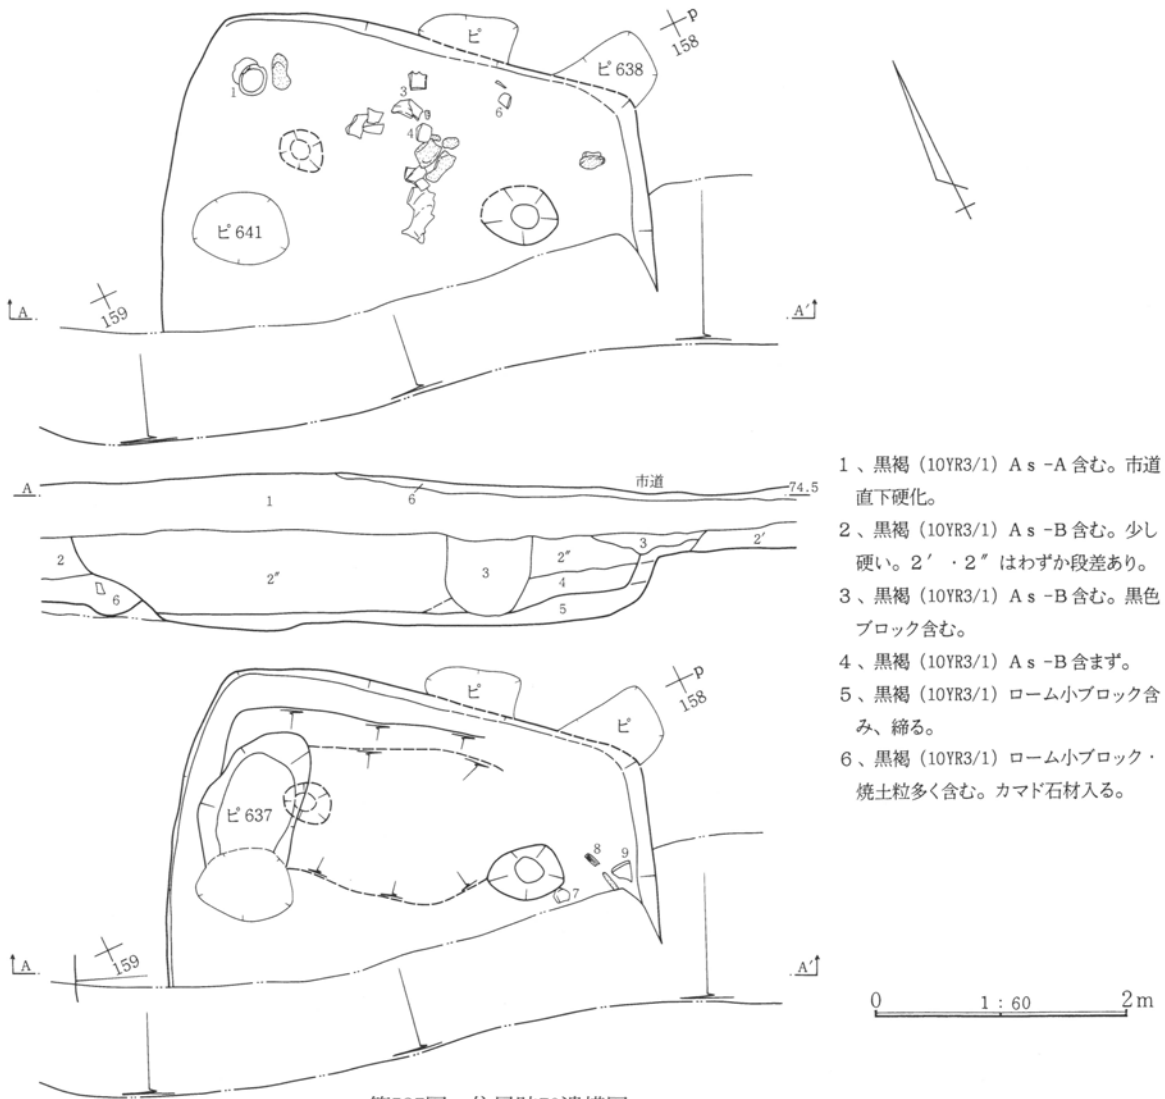 ピ
P
158
ピ638
1
3
6
4
ピ641
159
A
A′
A
市道
74.5
1
6
2
2″
3
2″
3
2′
4
5
6
1、黒褐(10YR3/1)As-A含む。市道
直下硬化。
2、黒褐(10YR3/1)As-B含む。少し
硬い。2′・2″はわずか段差あり。
3、黒褐(10YR3/1)As-B含む。黒色
ブロック含む。
4、黒褐(10YR3/1)As-B含まず。
5、黒褐(10YR3/1)ローム小ブロック含
み、締る。
6、黒褐(10YR3/1)ローム小ブロック・
焼土粒多く含む。カマド石材入る。
ピ
P
158
ピ
ピ637
8
9
7
159
A
A′
0 1:60 2m